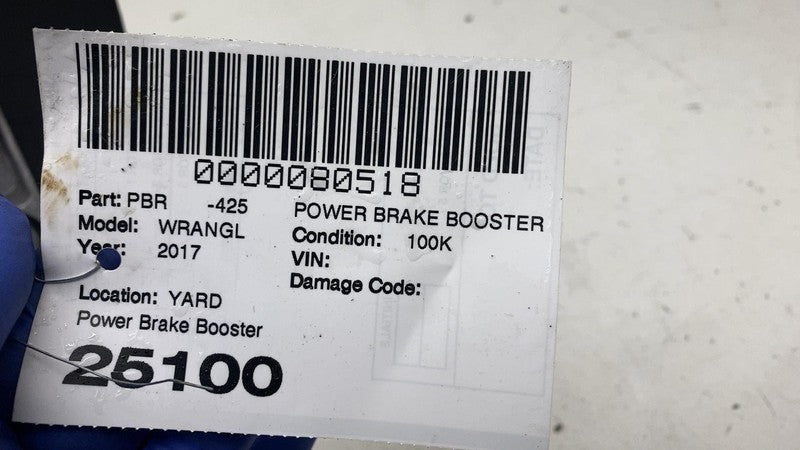 0000080518
Part: PBR -425 POWER BRAKE BOOSTER
Model: WRANGL Condition: 100K
Year: 2017 VIN:
Damage Code:
Location: YARD
Power Brake Booster
25100